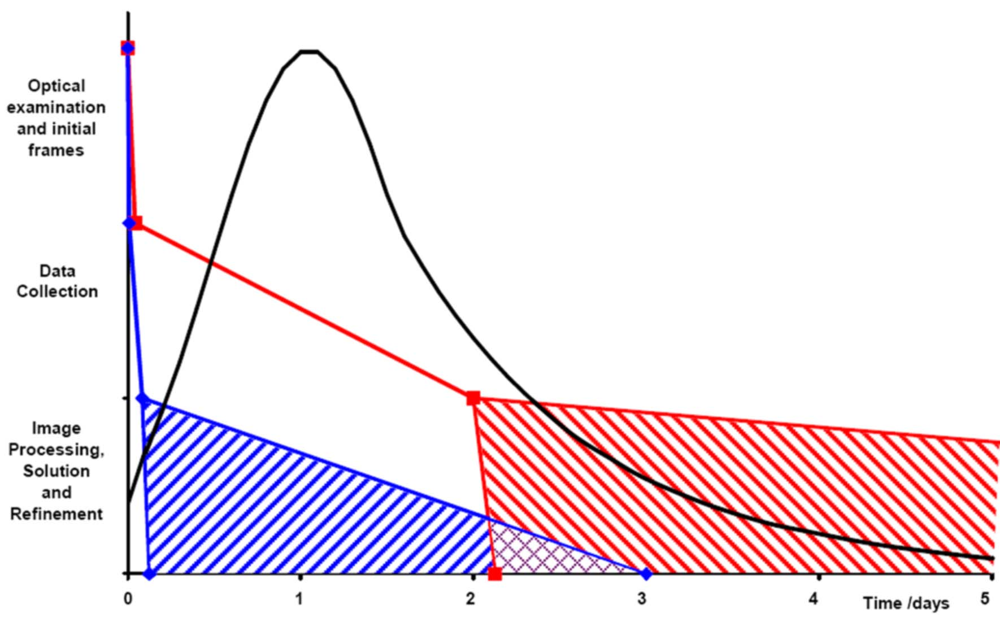 Optical
examination
and initial
frames
Data
Collection
Image
Processing,
Solution
and
Refinement
0
1
2
3
4
Time /days
5